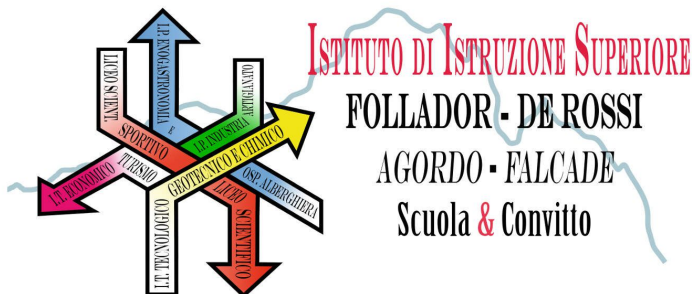 ISTITUTO DI ISTRUZIONE SUPERIORE
FOLLADOR - DE ROSSI
AGORDO - FALCADE
Scuola & Convitto
LICEO SCIENT.
SPORTIVO
LICEO
SCIENTIFICO
I.P. ENOGASTRONOMIA
E
OSP. ALBERGHIERA
I.T. ECONOMICO
TURISMO
I.P. INDUSTRIA
ARTIGIANATO
I.T. TECNOLOGICO
GEOTECNICO E CHIMICO